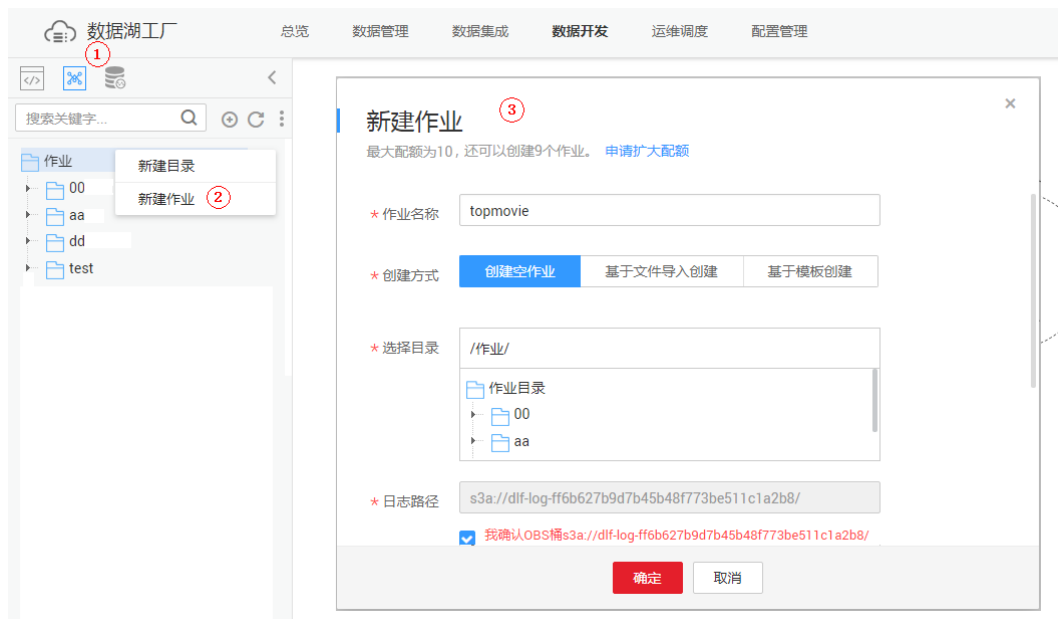 数据湖工厂 总览 数据管理 数据集成 数据开发 运维调度 配置管理
①
搜索关键字...
作业
00
aa
dd
test
新建目录
新建作业 ②
新建作业 ③
最大配额为10，还可以创建9个作业。 申请扩大配额
* 作业名称 topmovie
* 创建方式 创建空作业 基于文件导入创建 基于模板创建
* 选择目录 /作业/
作业目录
00
aa
* 日志路径 s3a://dlf-log-ff6b627b9d7b45b48f773be511c1a2b8/
我确认OBS桶s3a://dlf-log-ff6b627b9d7b45b48f773be511c1a2b8/
确定 取消